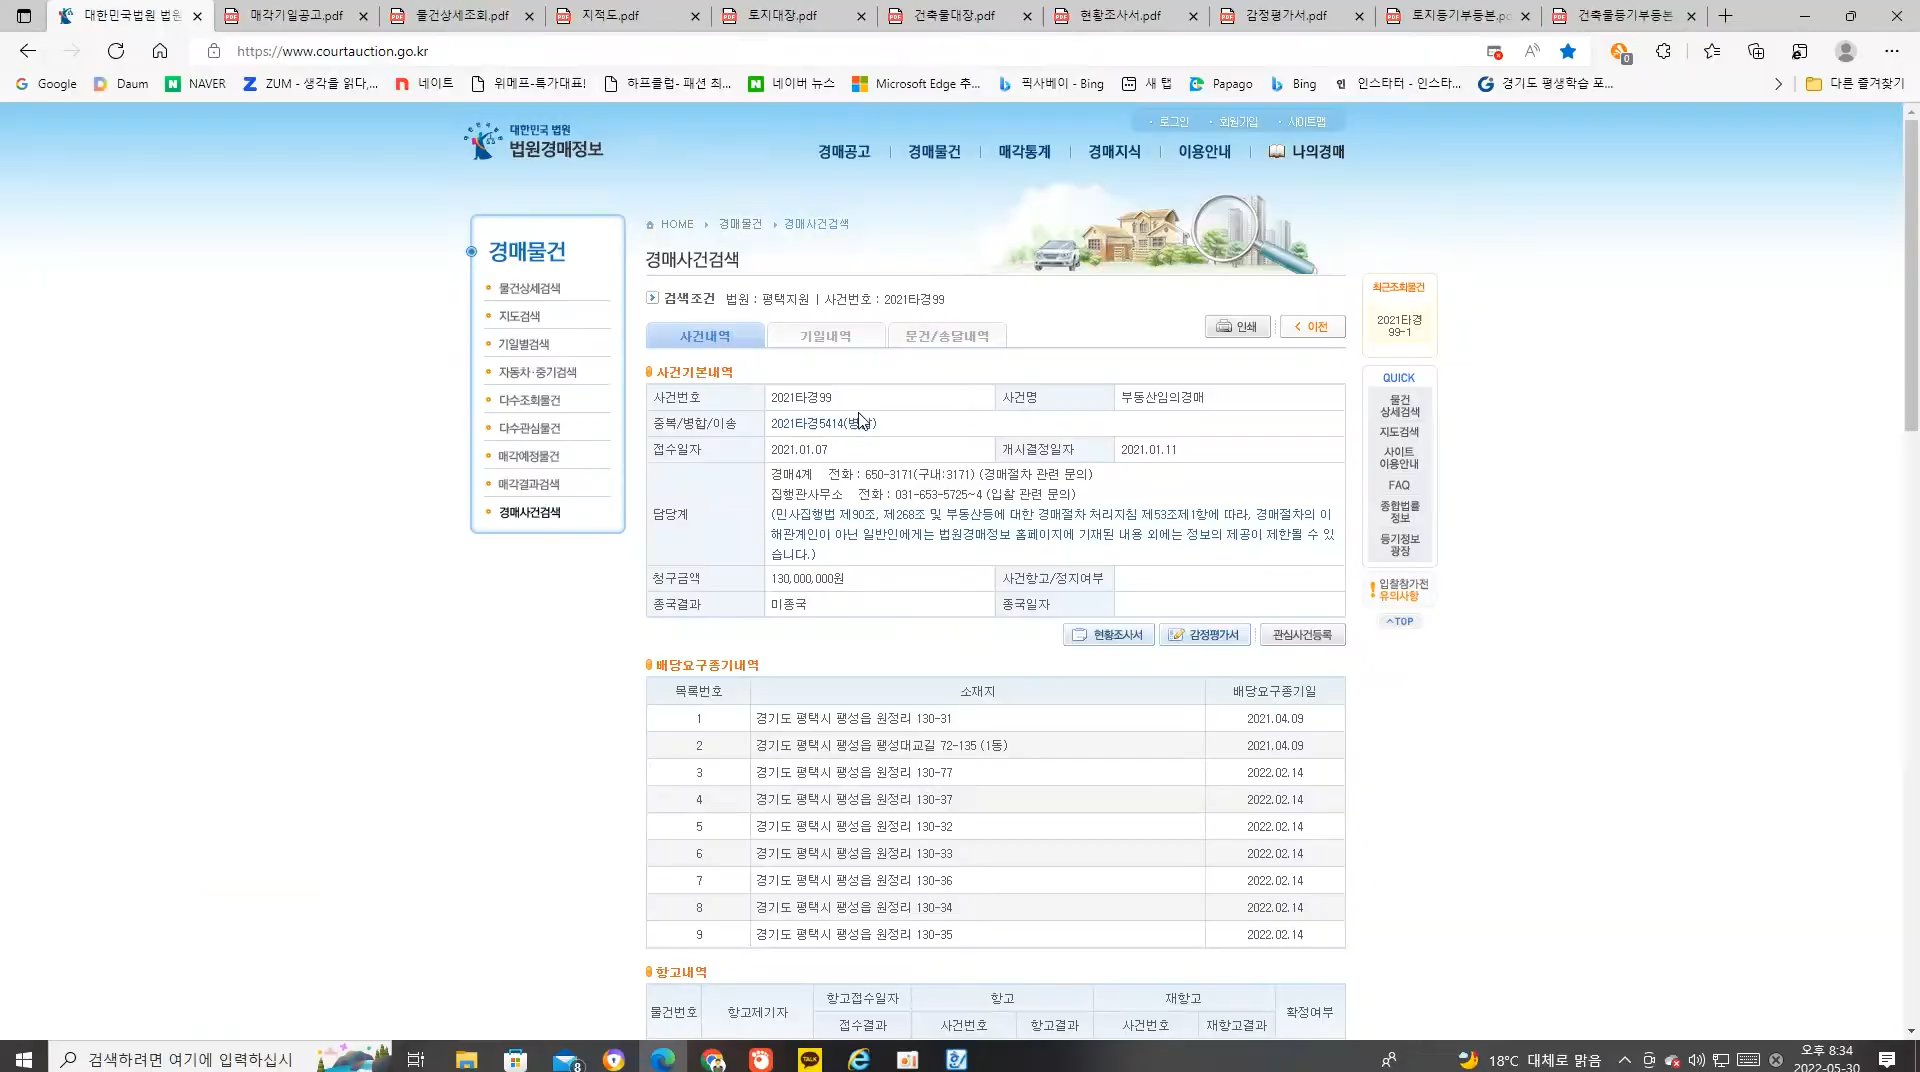 대한민국법원 법원
매각기일공고.pdf
물건상세조회.pdf
지적도.pdf
토지대장.pdf
건축물대장.pdf
현황조사서.pdf
감정평가서.pdf
토지등기부등본.pdf
건축물등기부등본
https://www.courtauction.go.kr
Google
Daum
NAVER
ZUM - 생각을 읽다,...
네이트
위메프-특가대표!
하프클럽- 패션 최...
네이버 뉴스
Microsoft Edge 추...
픽사베이 - Bing
새 탭
Papago
Bing
인스타터 - 인스타...
경기도 평생학습 포...
다른 즐겨찾기
로그인 회원가입 사이트맵
대한민국 법원
법원경매정보
경매공고 경매물건 매각통계 경매지식 이용안내 나의경매
HOME 경매물건 경매사건검색
경매물건
물건상세검색
지도검색
기일별검색
자동차·중기검색
다수조회물건
다수관심물건
매각예정물건
매각결과검색
경매사건검색
경매사건검색
검색조건 법원 : 평택지원 | 사건번호 : 2021타경99
사건내역 기일내역 문건/송달내역
인쇄 이전
사건기본내역
사건번호 2021타경99 사건명 부동산임의경매
중복/병합/이송 2021타경5414(병합)
접수일자 2021.01.07 개시결정일자 2021.01.11
담당계
경매4계 전화 : 650-3171(구내:3171) (경매절차 관련 문의)
집행관사무소 전화 : 031-653-5725~4 (입찰 관련 문의)
(민사집행법 제90조, 제268조 및 부동산등에 대한 경매절차 처리지침 제53조제1항에 따라, 경매절차의 이
해관계인이 아닌 일반인에게는 법원경매정보 홈페이지에 기재된 내용 외에는 정보의 제공이 제한될 수 있
습니다.)
청구금액 130,000,000원 사건항고/정지여부
종국결과 미종국 종국일자
현황조사서 감정평가서 관심사건등록
배당요구종기내역
목록번호 소재지 배당요구종기일
1 경기도 평택시 팽성읍 원정리 130-31 2021.04.09
2 경기도 평택시 팽성읍 팽성대교길 72-135 (1동) 2021.04.09
3 경기도 평택시 팽성읍 원정리 130-77 2022.02.14
4 경기도 평택시 팽성읍 원정리 130-37 2022.02.14
5 경기도 평택시 팽성읍 원정리 130-32 2022.02.14
6 경기도 평택시 팽성읍 원정리 130-33 2022.02.14
7 경기도 평택시 팽성읍 원정리 130-36 2022.02.14
8 경기도 평택시 팽성읍 원정리 130-34 2022.02.14
9 경기도 평택시 팽성읍 원정리 130-35 2022.02.14
항고내역
물건번호 항고제기자 항고접수일자 항고 재항고 확정여부
접수결과 사건번호 항고결과 사건번호 재항고결과
최근조회물건
2021타경
99-1
QUICK
물건
상세검색
지도검색
사이트
이용안내
FAQ
종합법률
정보
등기정보
광장
입찰참가전
유의사항
TOP
검색하려면 여기에 입력하십시
8
TALK
18°C 대체로 맑음
오후 8:34
2022-05-30